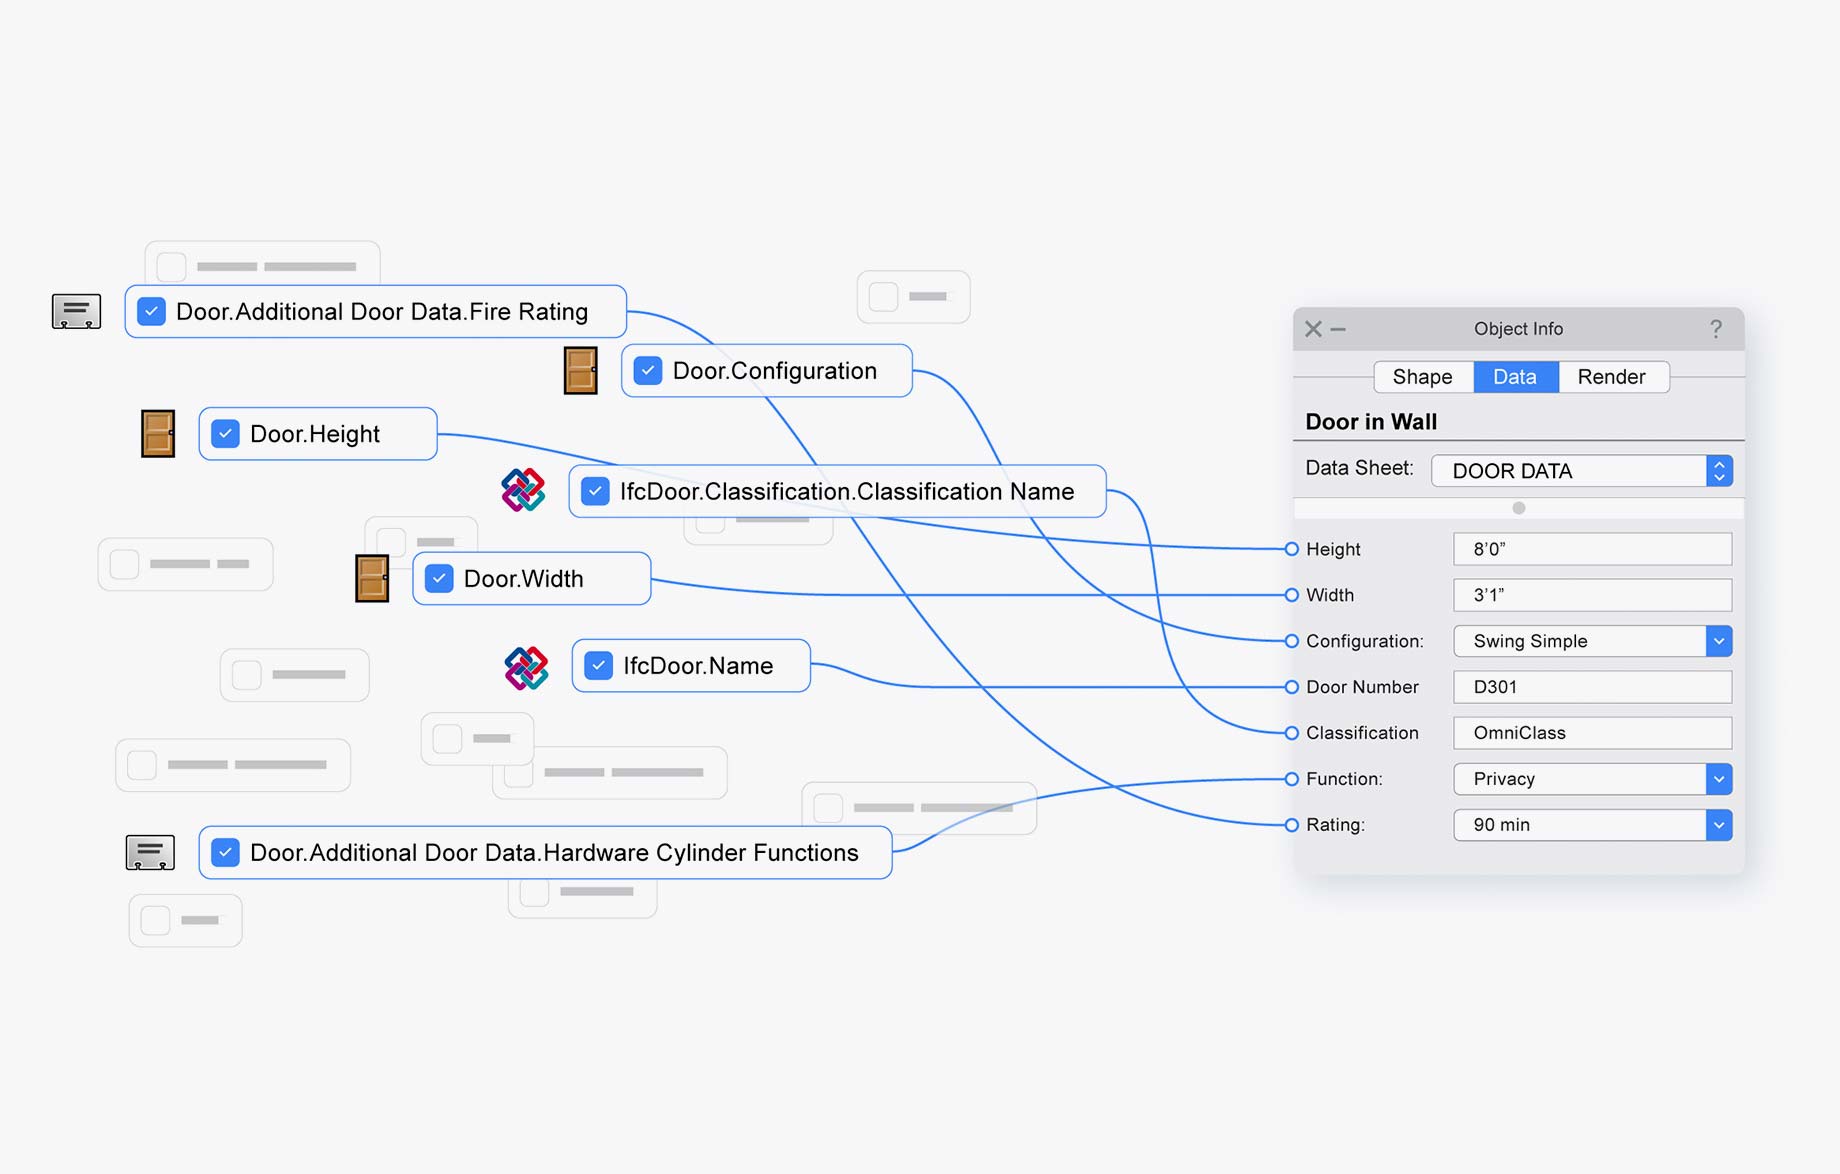 Door.Additional Door Data.Fire Rating
Door.Configuration
Door.Height
IfcDoor.Classification.Classification Name
Door.Width
IfcDoor.Name
Door.Additional Door Data.Hardware Cylinder Functions
Object Info
?
Shape Data Render
Door in Wall
Data Sheet: DOOR DATA
Height 8’0”
Width 3’1”
Configuration: Swing Simple
Door Number D301
Classification OmniClass
Function: Privacy
Rating: 90 min